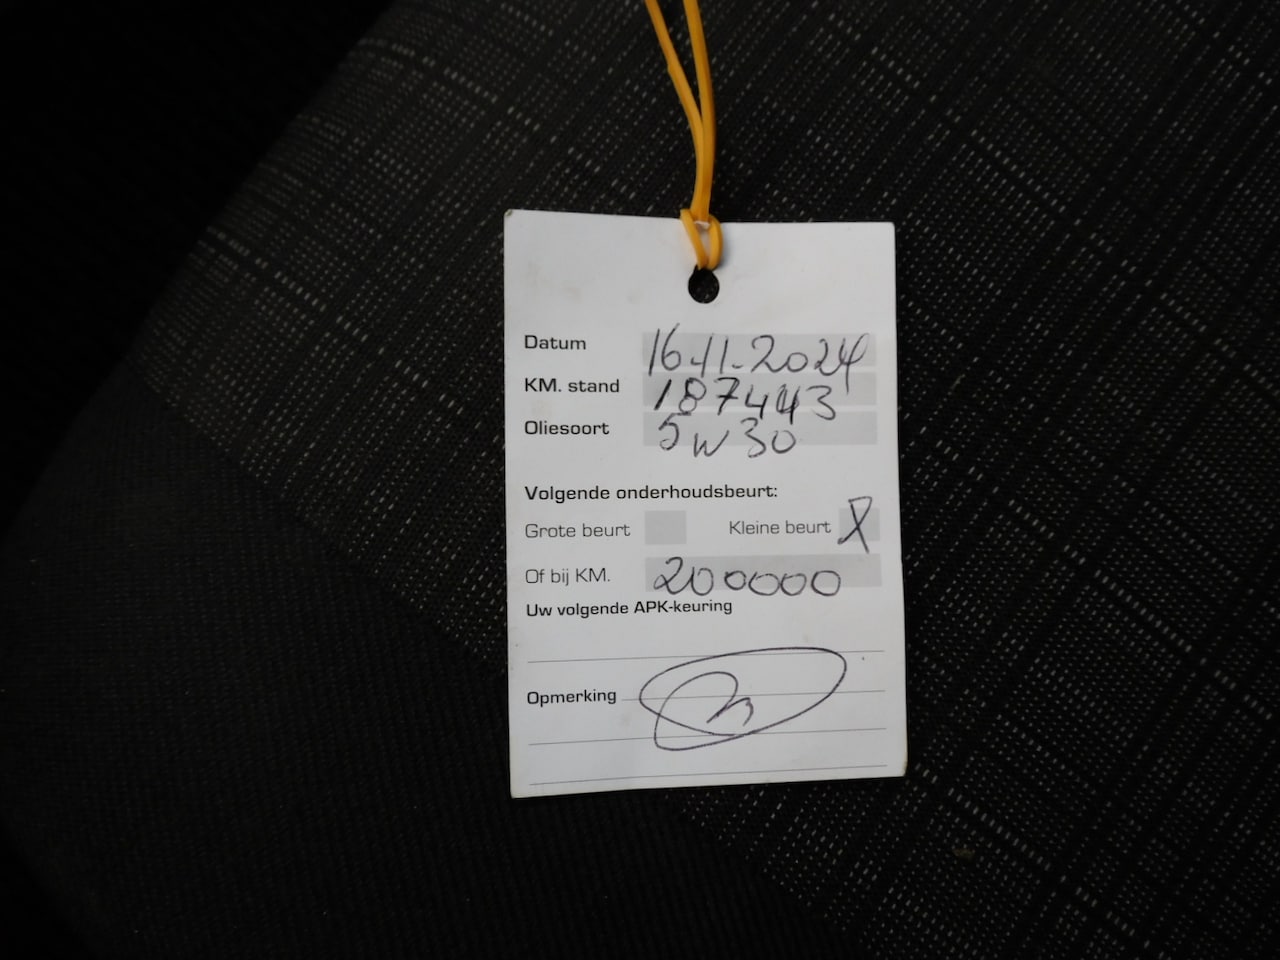 Datum 16-11-2024
KM. stand 187443
Oliesoort 5W30
Volgende onderhoudsbeurt:
Grote beurt Kleine beurt X
Of bij KM. 200000
Uw volgende APK-keuring
Opmerking